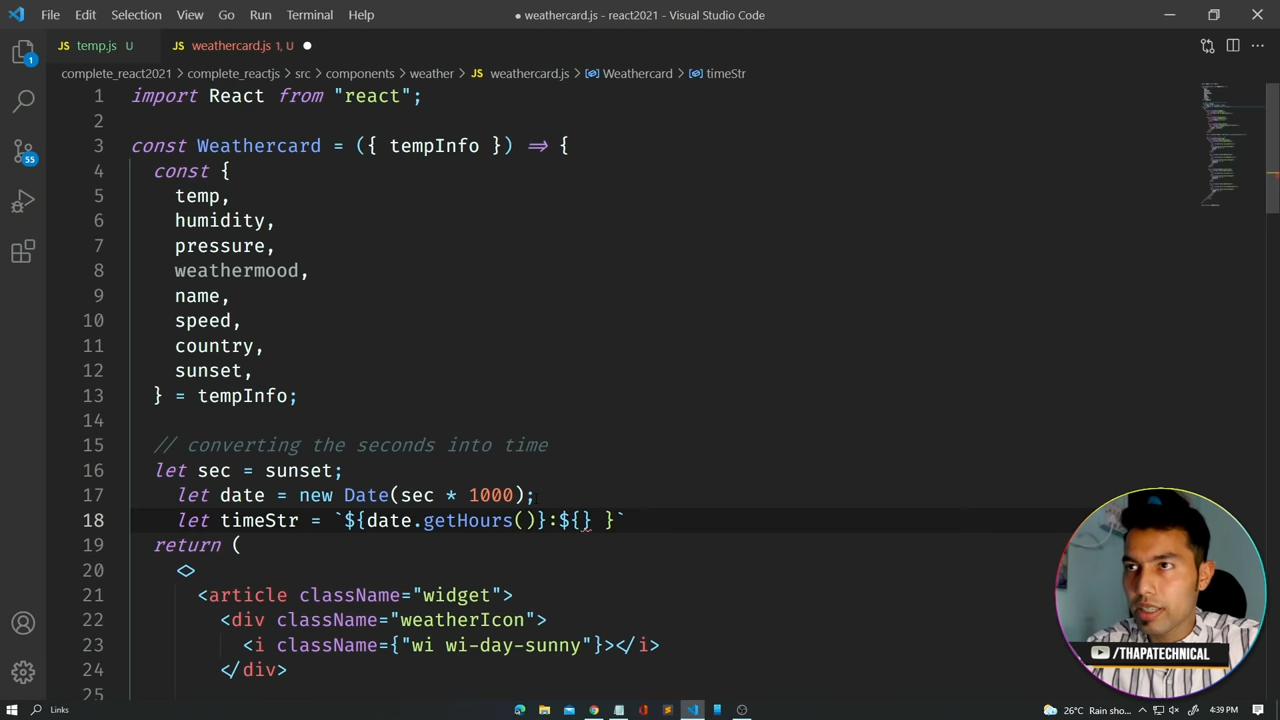 File Edit Selection View Go Run Terminal Help
● weathercard.js - react2021 - Visual Studio Code
JS temp.js U
JS weathercard.js 1, U ●
complete_react2021 > complete_reactjs > src > components > weather > JS weathercard.js > Weathercard > timeStr
1 import React from "react";
2
3 const Weathercard = ({ tempInfo }) => {
4 const {
5 temp,
6 humidity,
7 pressure,
8 weathermood,
9 name,
10 speed,
11 country,
12 sunset,
13 } = tempInfo;
14
15 // converting the seconds into time
16 let sec = sunset;
17 let date = new Date(sec * 1000);
18 let timeStr = `${date.getHours()}:${} }`
19 return (
20 <>
21 <article className="widget">
22 <div className="weatherIcon">
23 <i className={"wi wi-day-sunny"}></i>
24 </div>
25
1
55
/THAPATECHNICAL
Links
26°C Rain sho... 4:39 PM